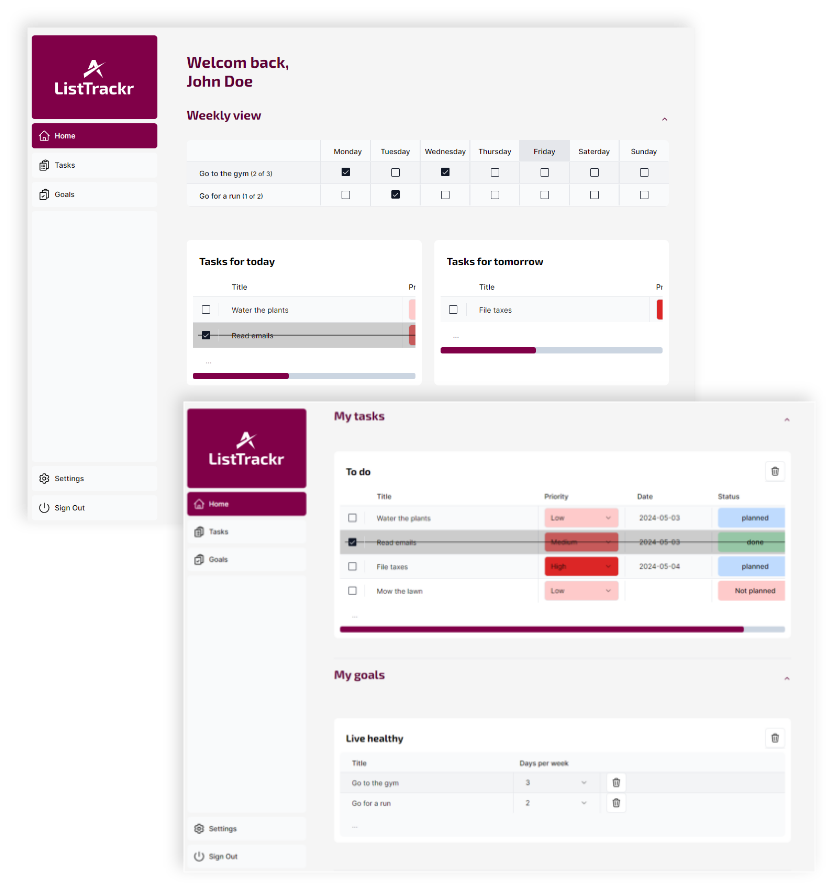 ListTrackr
Home
Tasks
Goals
Settings
Sign Out
Welcom back,
John Doe
Weekly view
Monday Tuesday Wednesday Thursday Friday Saterday Sunday
Go to the gym (2 of 3)
Go for a run (1 of 2)
Tasks for today
Title Pr
Water the plants
Read emails
...
Tasks for tomorrow
Title Pr
File taxes
...
ListTrackr
Home
Tasks
Goals
Settings
Sign Out
My tasks
To do
Title Priority Date Status
Water the plants Low 2024-05-03 planned
Read emails Medium 2024-05-03 done
File taxes High 2024-05-04 planned
Mow the lawn Low Not planned
...
My goals
Live healthy
Title Days per week
Go to the gym 3
Go for a run 2
...